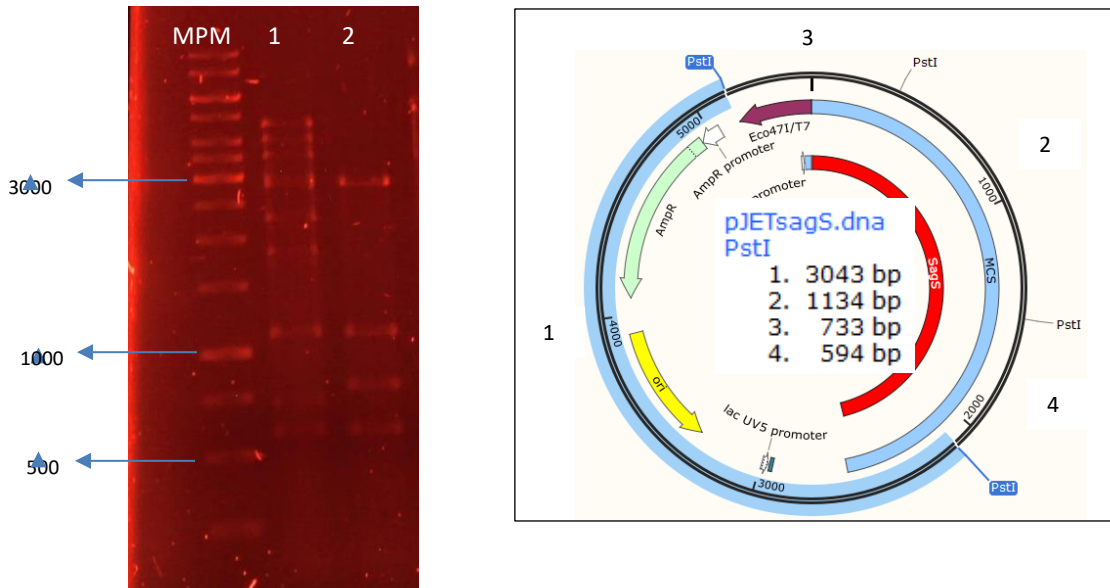 MPM 1 2
3000
1000
500
3
PstI
PstI
5000
Eco47I/T7
AmpR promoter
promoter
AmpR
2
1000
pJETsagS.dna
PstI
1. 3043 bp
2. 1134 bp
3. 733 bp
4. 594 bp
SagS
MCS
PstI
1
4000
ori
lac UV5 promoter
4
2000
3000
PstI